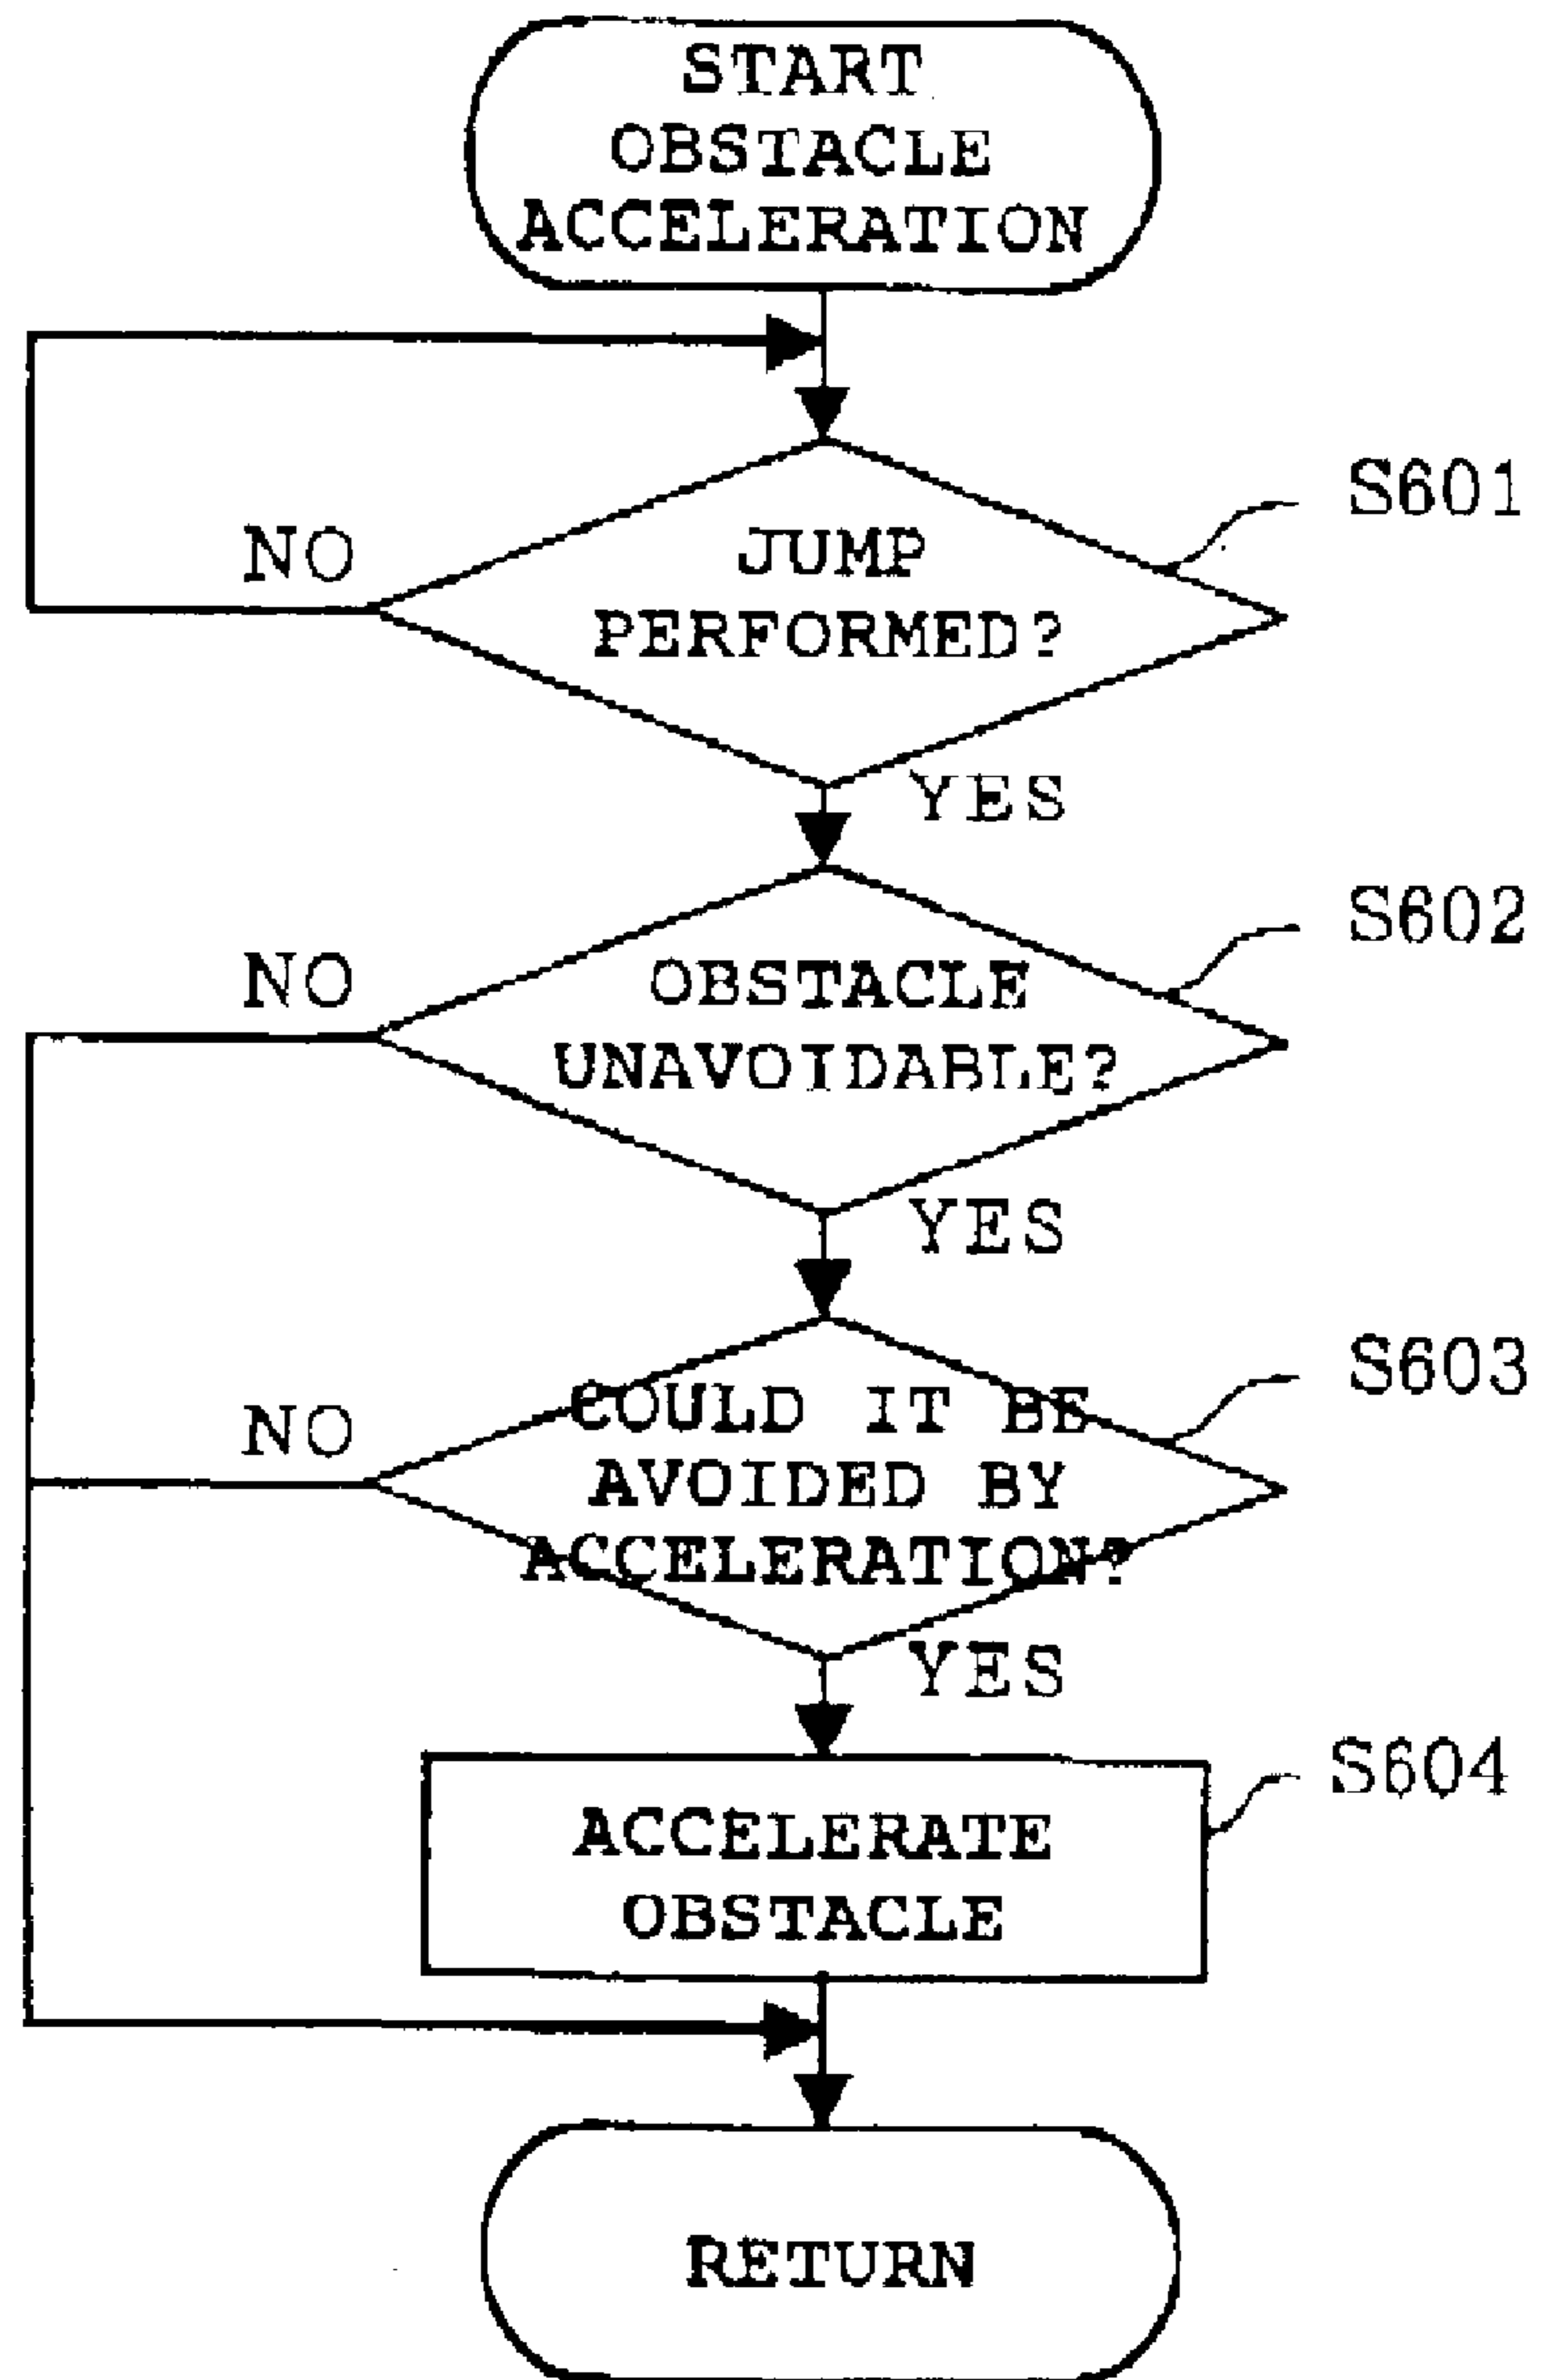 START
OBSTACLE
ACCELERATION
S601
NO
JUMP
PERFORMED?
YES
S602
NO
OBSTACLE
UNAVOIDABLE?
YES
S603
NO
COULD IT BE
AVOIDED BY
ACCELERATION?
YES
S604
ACCELERATE
OBSTACLE
RETURN